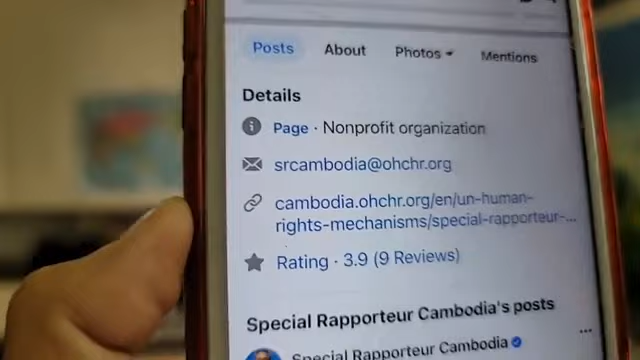 Posts About Photos Mentions
Details
Page · Nonprofit organization
srcambodia@ohchr.org
cambodia.ohchr.org/en/un-human-
rights-mechanisms/special-rapporteur-...
Rating · 3.9 (9 Reviews)
Special Rapporteur Cambodia's posts
Special Rapporteur Cambodia